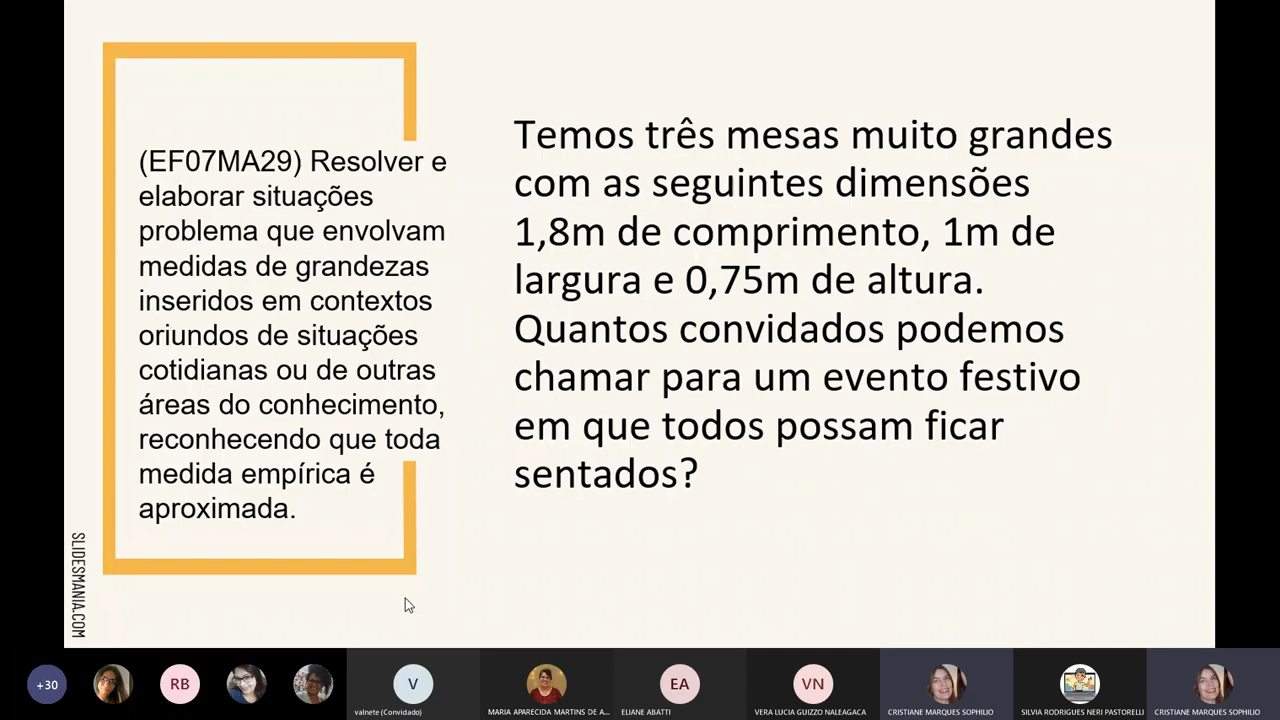 (EF07MA29) Resolver e
elaborar situações
problema que envolvam
medidas de grandezas
inseridos em contextos
oriundos de situações
cotidianas ou de outras
áreas do conhecimento,
reconhecendo que toda
medida empírica é
aproximada.
Temos três mesas muito grandes
com as seguintes dimensões
1,8m de comprimento, 1m de
largura e 0,75m de altura.
Quantos convidados podemos
chamar para um evento festivo
em que todos possam ficar
sentados?
SLIDESMANIA.COM
+30
RB
V
EA
VN
valnete (Convidado)
MARIA APARECIDA MARTINS DE A...
ELIANE ABATTI
VERA LUCIA GUIZZO NALEAGACA
CRISTIANE MARQUES SOPHILIO
SILVIA RODRIGUES NERI PASTORELLI
CRISTIANE MARQUES SOPHILIO